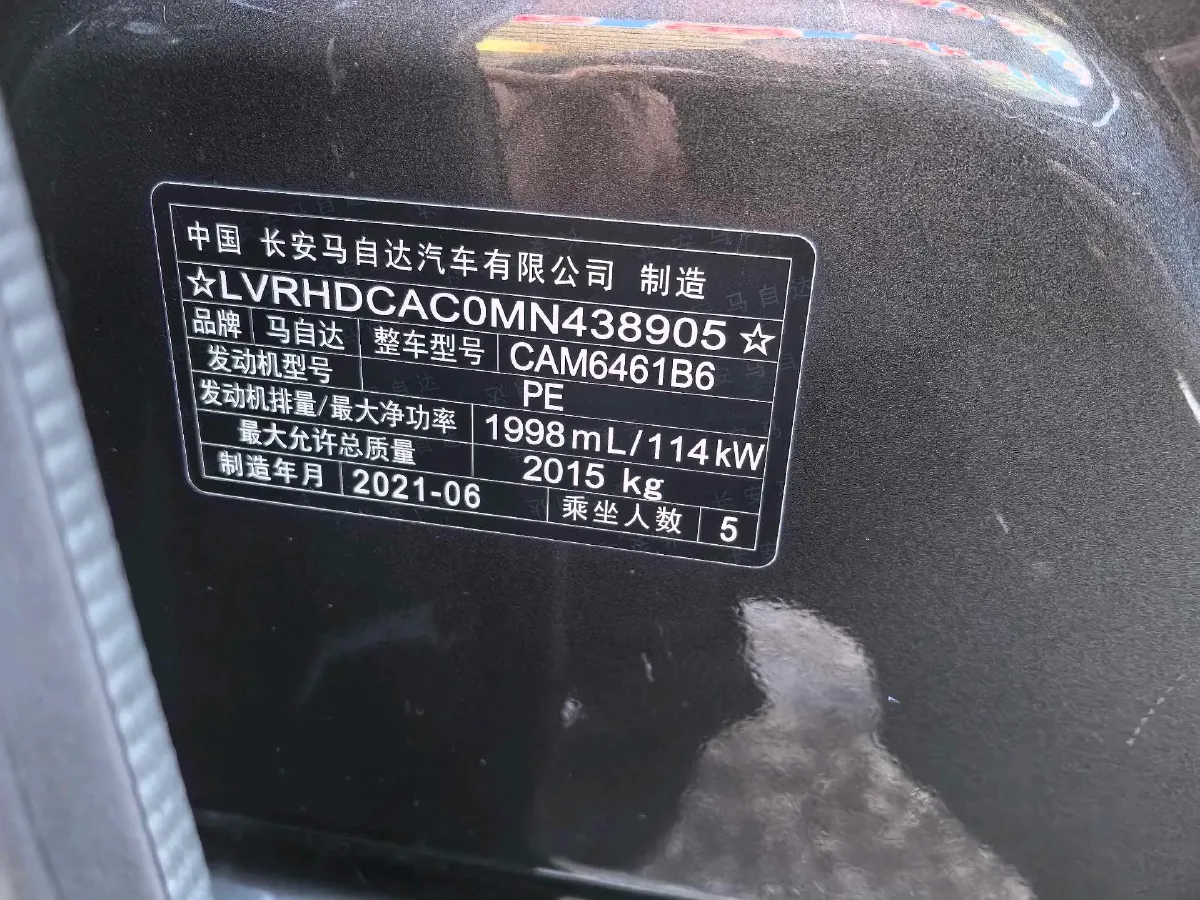 中国 长安马自达汽车有限公司 制造
☆LVRHDCAC0MN438905☆
品牌 马自达 整车型号 CAM6461B6
发动机型号 PE
发动机排量/最大净功率 1998mL/114kW
最大允许总质量 2015 kg
制造年月 2021-06 乘坐人数 5